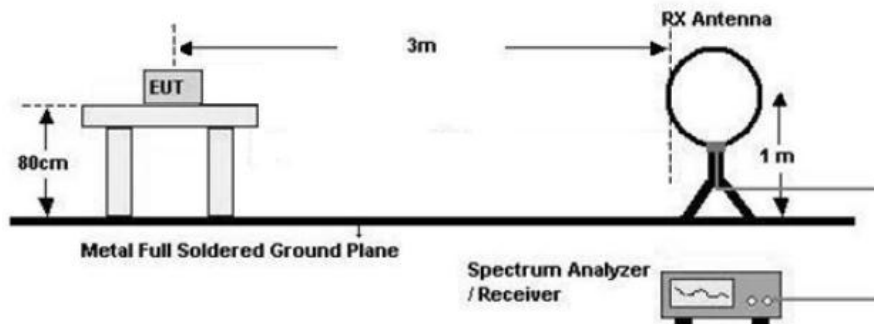 RX Antenna
3m
EUT
80cm
1 m
Metal Full Soldered Ground Plane
Spectrum Analyzer
/ Receiver